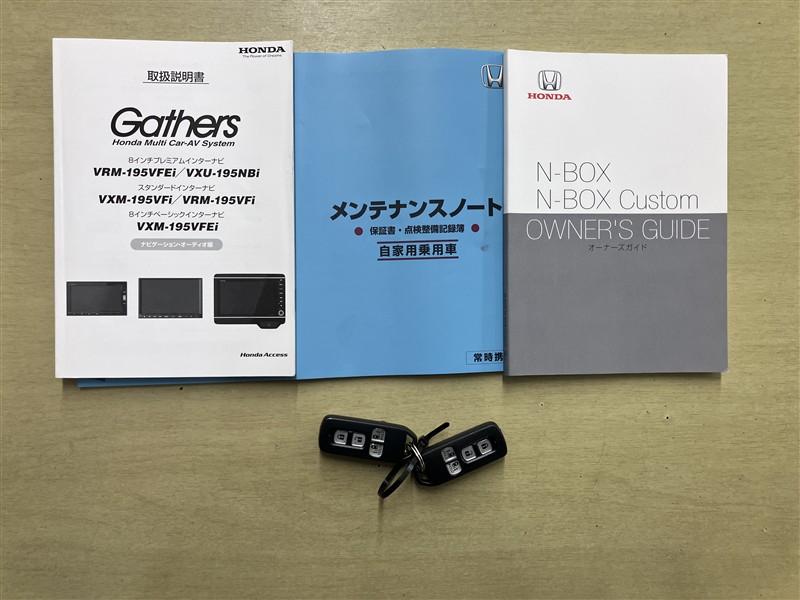 HONDA
The Power of Dreams
取扱説明書
Gathers
Honda Multi Car-AV System
8インチプレミアムインターナビ
VRM-195VFEi/VXU-195NBi
スタンダードインターナビ
VXM-195VFi/VRM-195VFi
8インチベーシックインターナビ
VXM-195VFEi
ナビゲーション・オーディオ編
Honda Access
メンテナンスノート
● 保証書・点検整備記録簿 ●
自家用乗用車
常時携
HONDA
N-BOX
N-BOX Custom
OWNER'S GUIDE
オーナーズガイド